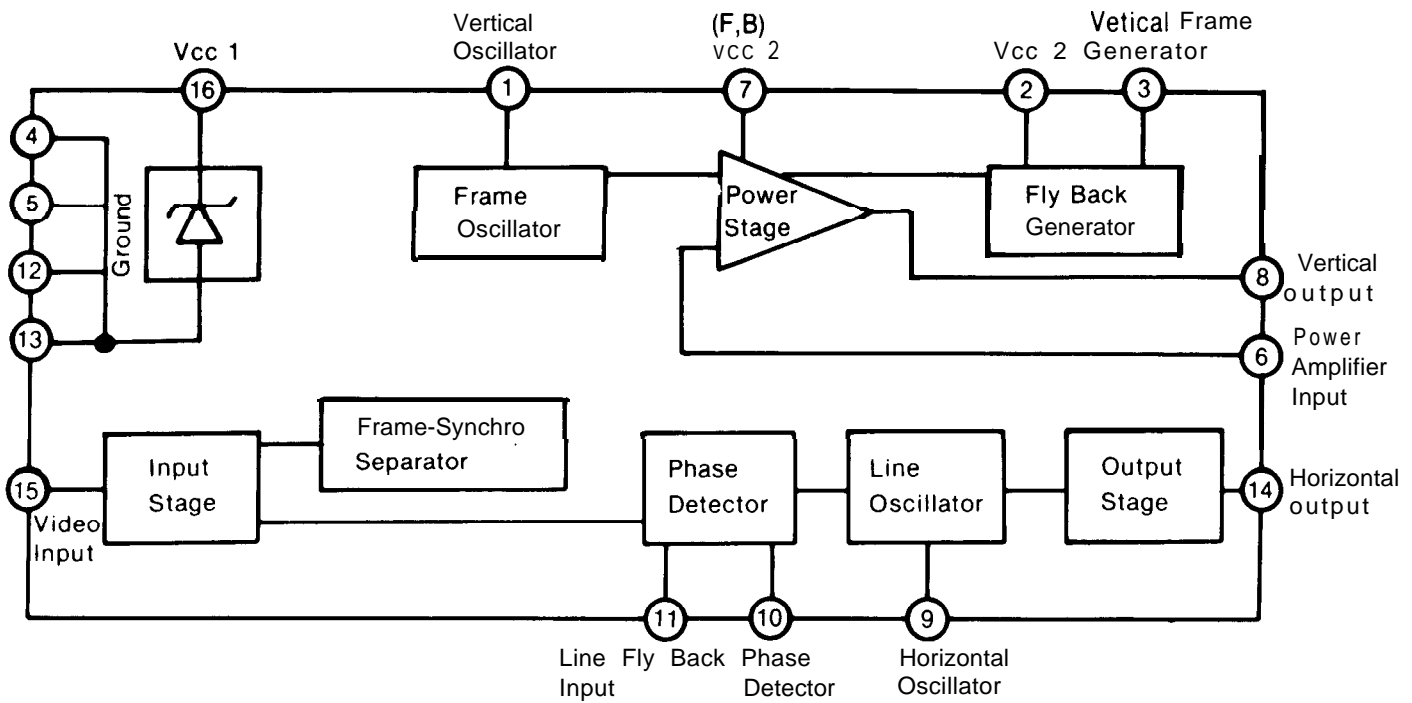 Vcc 1
Vertical
Oscillator
(F,B)
vcc 2
Vcc 2
Vetical Frame
Generator
16
1
7
2
3
4
5
12
13
Ground
Frame
Oscillator
Power
Stage
Fly Back
Generator
8
Vertical
output
6
Power
Amplifier
Input
15
Video
Input
Input
Stage
Frame-Synchro
Separator
Phase
Detector
Line
Oscillator
Output
Stage
14
Horizontal
output
11
10
9
Line Fly Back
Input
Phase
Detector
Horizontal
Oscillator